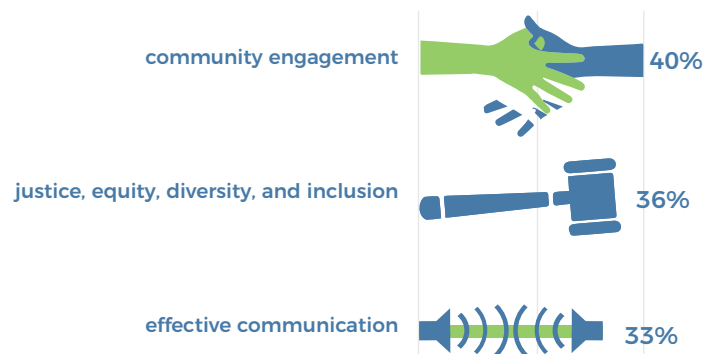 community engagement 40%
justice, equity, diversity, and inclusion 36%
effective communication 33%